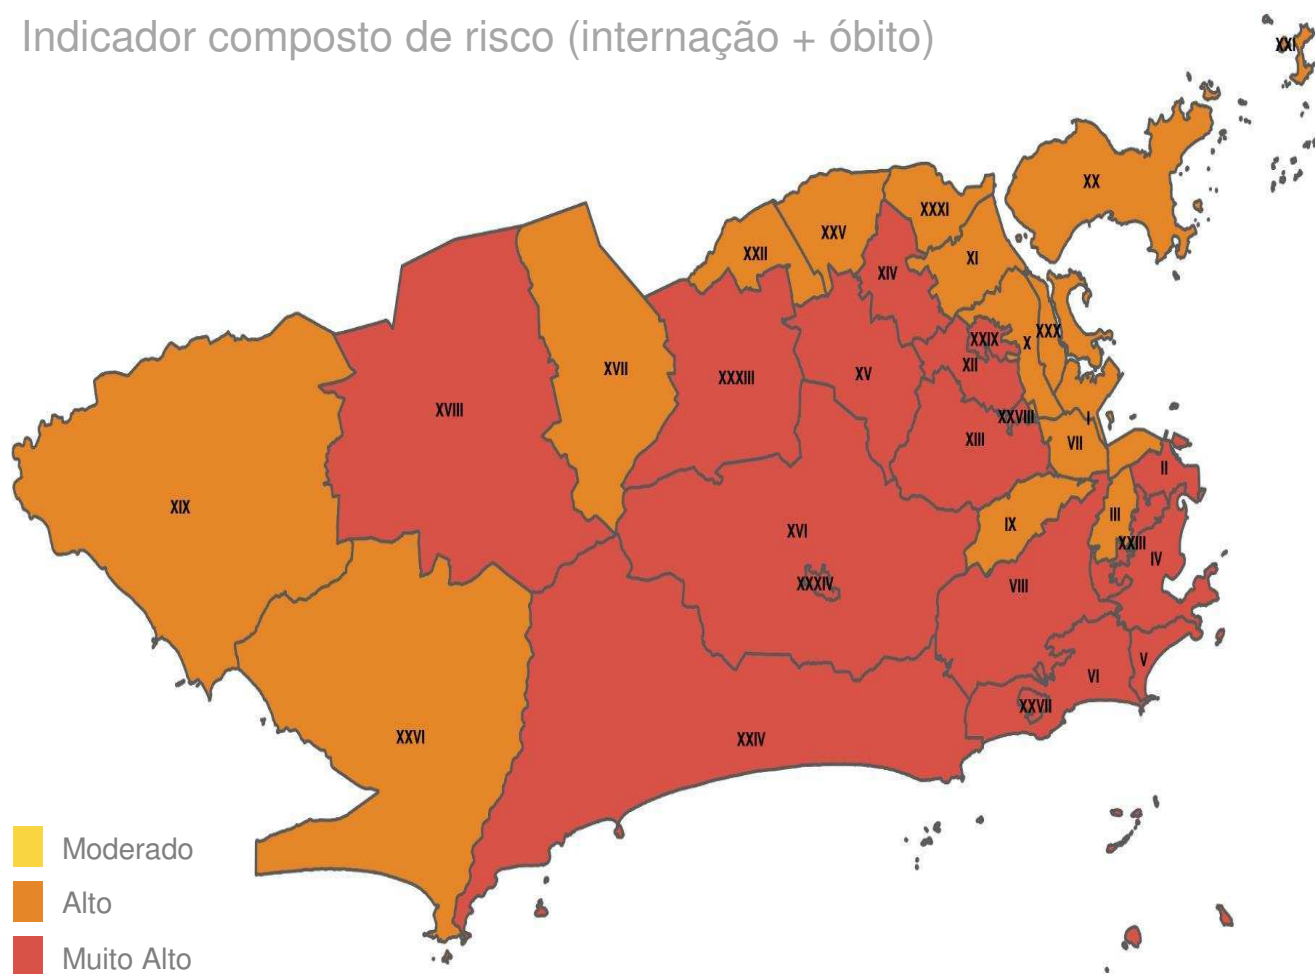 Indicador composto de risco (internação + óbito)
XXI
XX
XXXI
XXV
XXII
XI
XIV
XXX
X
XXIX
XII
XVII
XXXIII
XV
XVIII
XXVIII
I
XIII
VII
II
XIX
III
IX
XVI
XXIII
IV
XXXIV
VIII
V
VI
XXVII
XXVI
XXIV
Moderado
Alto
Muito Alto